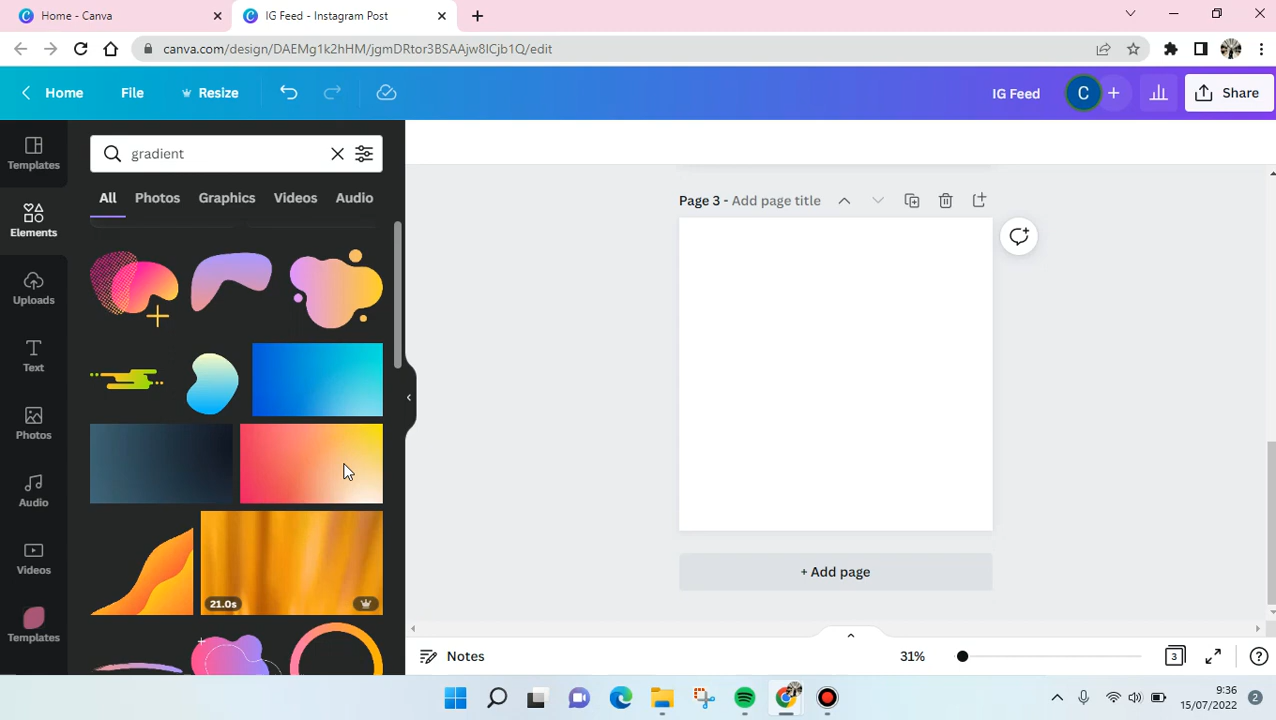 Home - Canva
IG Feed - Instagram Post
canva.com/design/DAEMg1k2hHM/jgmDRtor3BSAAjw8ICjb1Q/edit
Home File Resize IG Feed C Share
Templates
Elements
Uploads
Text
Photos
Audio
Videos
Templates
gradient
All Photos Graphics Videos Audio
21.0s
Page 3 - Add page title
+ Add page
Notes
31%
3
9:36
15/07/2022
2